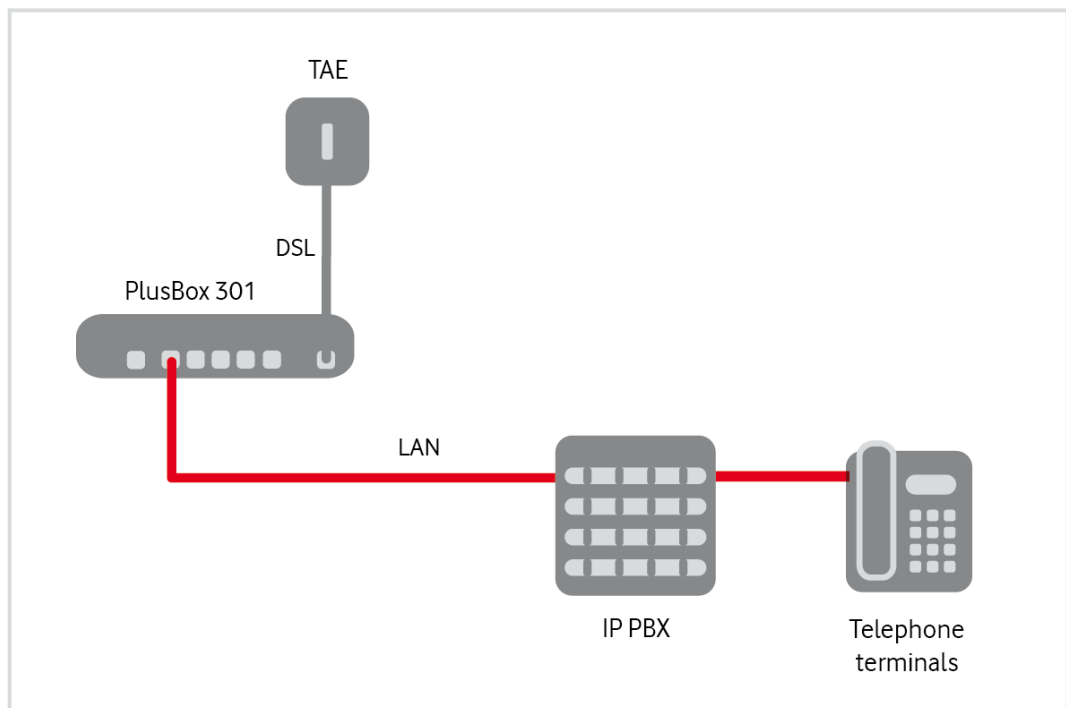 TAE
DSL
PlusBox 301
LAN
IP PBX
Telephone
terminals